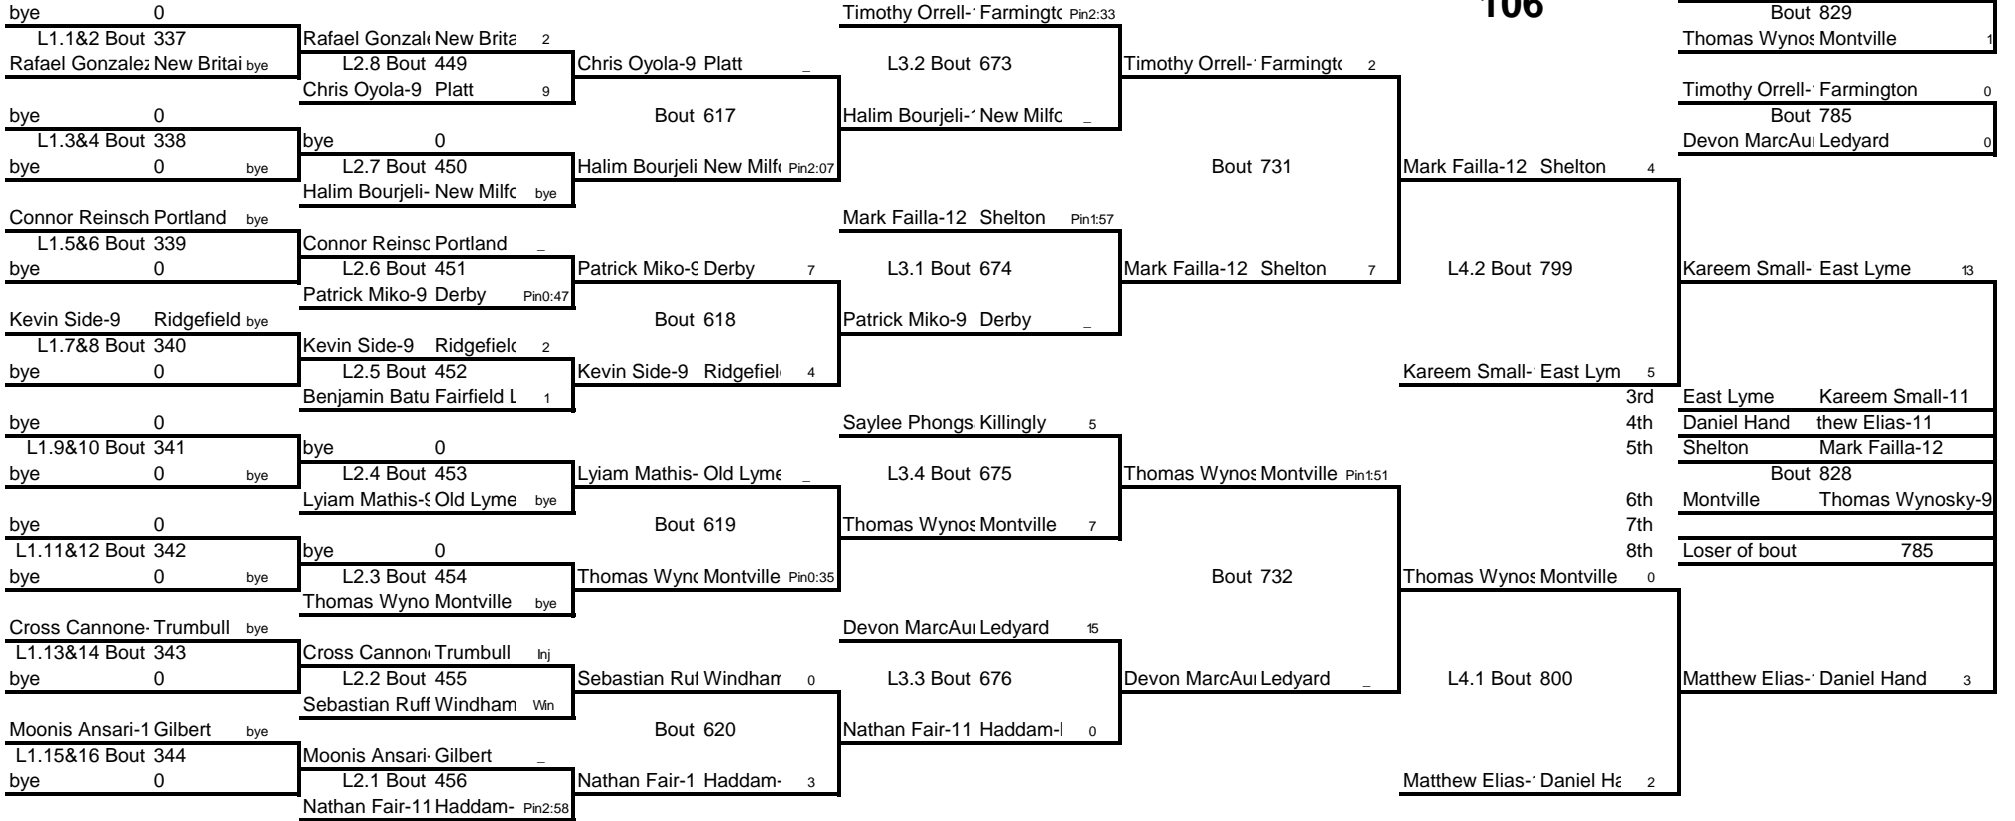 106
bye 0
L1.1&2 Bout 337
Rafael Gonzalez New Britai bye
bye 0
L1.3&4 Bout 338
bye 0 bye
Connor Reinsch Portland bye
L1.5&6 Bout 339
bye 0
Kevin Side-9 Ridgefield bye
L1.7&8 Bout 340
bye 0
bye 0
L1.9&10 Bout 341
bye 0 bye
bye 0
L1.11&12 Bout 342
bye 0 bye
Cross Cannone- Trumbull bye
L1.13&14 Bout 343
bye 0
Moonis Ansari-1 Gilbert bye
L1.15&16 Bout 344
bye 0
Rafael Gonzale New Brita 2
L2.8 Bout 449
Chris Oyola-9 Platt 9
bye 0
L2.7 Bout 450
Halim Bourjeli- New Milfo bye
Connor Reinsc Portland _
L2.6 Bout 451
Patrick Miko-9 Derby Pin0:47
Kevin Side-9 Ridgefield 2
L2.5 Bout 452
Benjamin Batu Fairfield L 1
bye 0
L2.4 Bout 453
Lyiam Mathis-9 Old Lyme bye
bye 0
L2.3 Bout 454
Thomas Wyno Montville bye
Cross Cannon Trumbull Inj
L2.2 Bout 455
Sebastian Ruff Windham Win
Moonis Ansari- Gilbert _
L2.1 Bout 456
Nathan Fair-11 Haddam- Pin2:58
Chris Oyola-9 Platt _
Bout 617
Halim Bourjeli New Milfo Pin2:07
Patrick Miko-9 Derby 7
Bout 618
Kevin Side-9 Ridgefiel 4
Lyiam Mathis- Old Lyme _
Bout 619
Thomas Wyno Montville Pin0:35
Sebastian Ruf Windham 0
Bout 620
Nathan Fair-1 Haddam- 3
Timothy Orrell- Farmingto Pin2:33
L3.2 Bout 673
Halim Bourjeli- New Milfo _
Mark Failla-12 Shelton Pin1:57
L3.1 Bout 674
Patrick Miko-9 Derby _
Saylee Phongs Killingly 5
L3.4 Bout 675
Thomas Wynos Montville 7
Devon MarcAu Ledyard 15
L3.3 Bout 676
Nathan Fair-11 Haddam- 0
Timothy Orrell- Farmingto 2
Bout 731
Mark Failla-12 Shelton 7
Thomas Wynos Montville Pin1:51
Bout 732
Devon MarcAu Ledyard _
Mark Failla-12 Shelton 4
L4.2 Bout 799
Kareem Small- East Lym 5
Thomas Wynos Montville 0
L4.1 Bout 800
Matthew Elias- Daniel Ha 2
Bout 829
Thomas Wynos Montville 1
Timothy Orrell- Farmington 0
Bout 785
Devon MarcAu Ledyard 0
Kareem Small- East Lyme 13
3rd East Lyme Kareem Small-11
4th Daniel Hand thew Elias-11
5th Shelton Mark Failla-12
Bout 828
6th Montville Thomas Wynosky-9
7th
8th Loser of bout 785
Matthew Elias- Daniel Hand 3